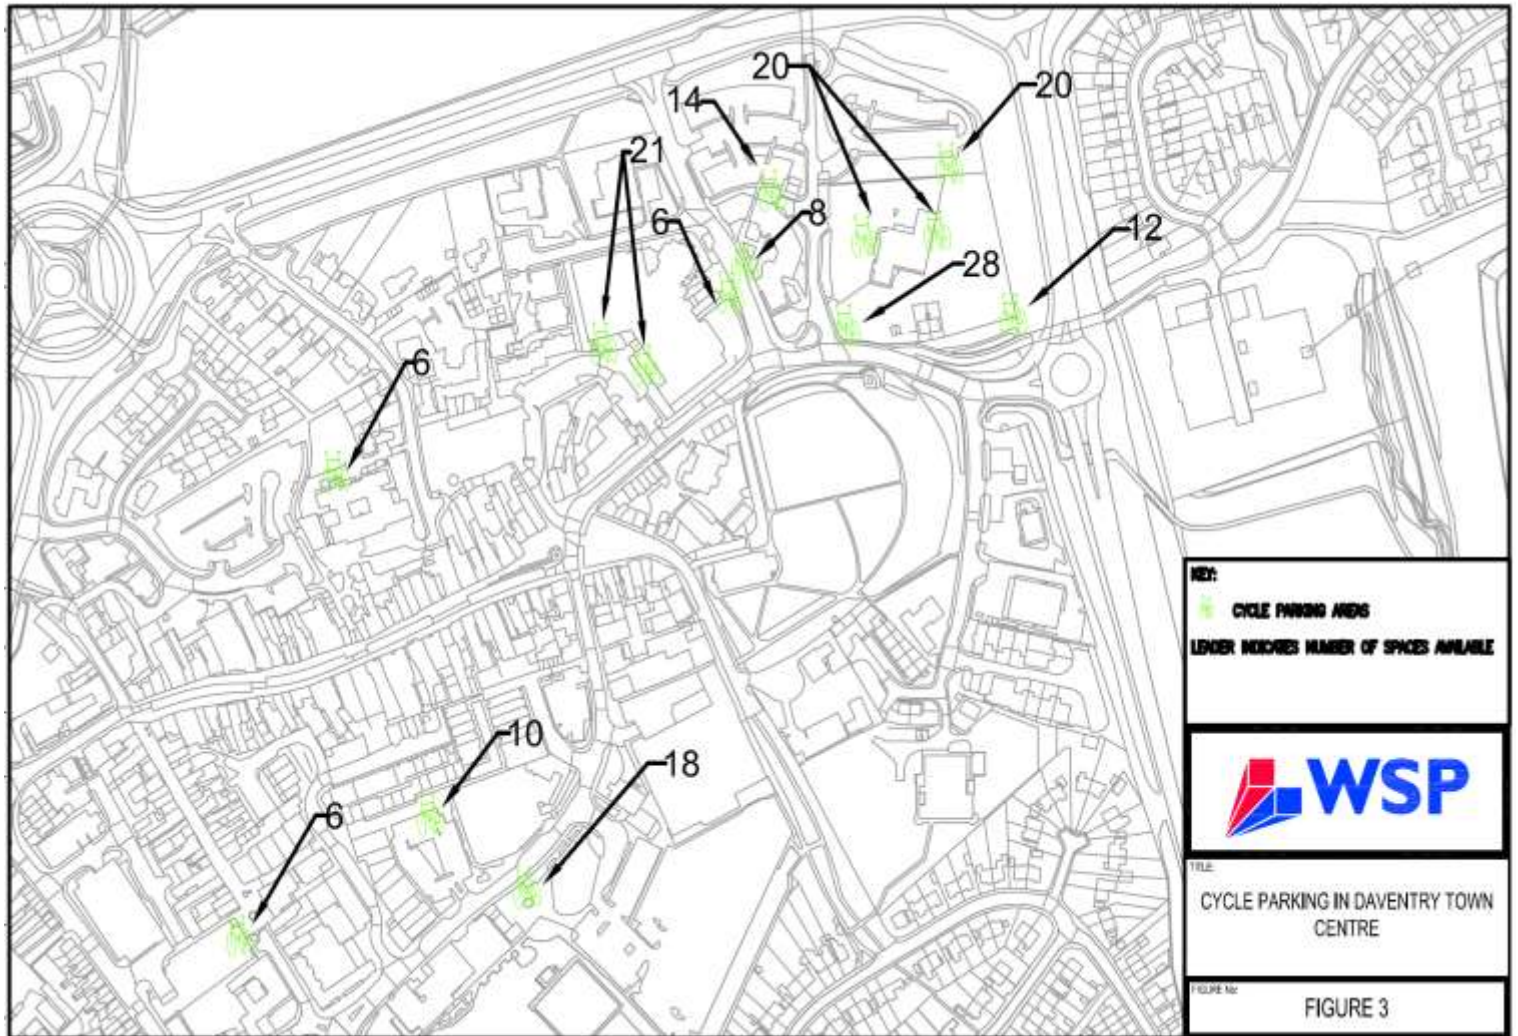 20
20
14
21
6
8
12
28
6
10
18
6
KEY:
CYCLE PARKING AREAS
LEADER INDICATES NUMBER OF SPACES AVAILABLE
WSP
TITLE:
CYCLE PARKING IN DAVENTRY TOWN
CENTRE
FIGURE No:
FIGURE 3